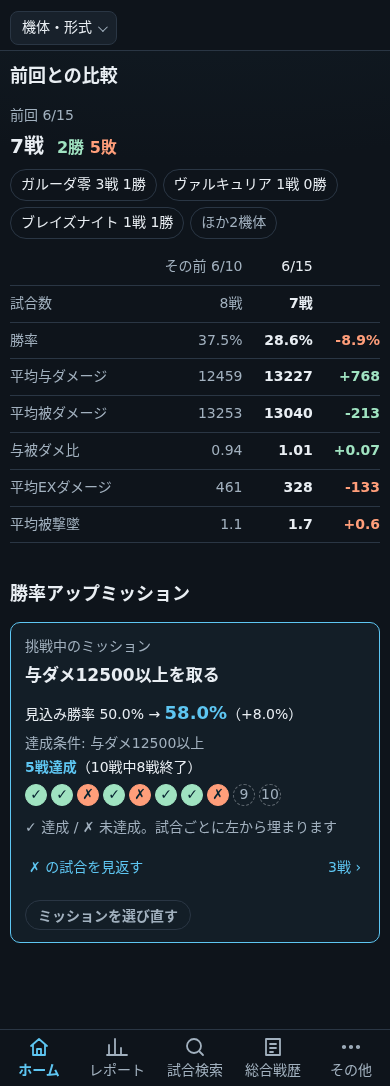 機体・形式
前回との比較
前回 6/15
7戦 2勝 5敗
ガルーダ零 3戦 1勝 ヴァルキュリア 1戦 0勝
ブレイズナイト 1戦 1勝 ほか2機体
その前 6/10 6/15
試合数 8戦 7戦
勝率 37.5% 28.6% -8.9%
平均与ダメージ 12459 13227 +768
平均被ダメージ 13253 13040 -213
与被ダメ比 0.94 1.01 +0.07
平均EXダメージ 461 328 -133
平均被撃墜 1.1 1.7 +0.6
勝率アップミッション
挑戦中のミッション
与ダメ12500以上を取る
見込み勝率 50.0% → 58.0%（+8.0%）
達成条件: 与ダメ12500以上
5戦達成（10戦中8戦終了）
✓ ✓ ✗ ✓ ✗ ✓ ✓ ✗ 9 10
✓ 達成 / ✗ 未達成。試合ごとに左から埋まります
✗ の試合を見返す 3戦 ›
ミッションを選び直す
ホーム レポート 試合検索 総合戦歴 その他